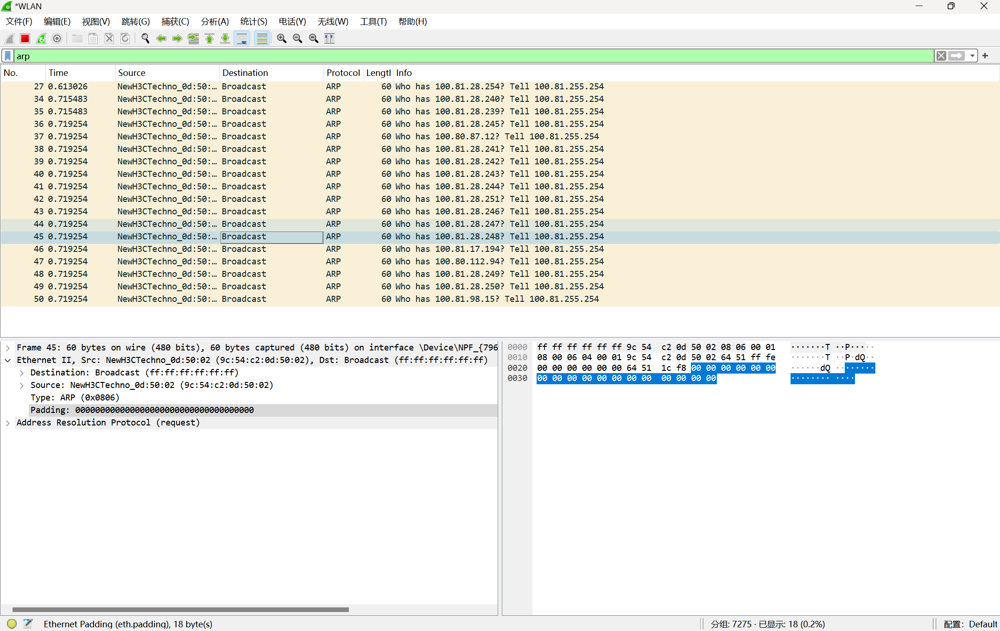 *WLAN
文件(F) 编辑(E) 视图(V) 跳转(G) 捕获(C) 分析(A) 统计(S) 电话(Y) 无线(W) 工具(T) 帮助(H)
arp
No. Time Source Destination Protocol Lengtl Info
27 0.613026 NewH3CTechno_0d:50:… Broadcast ARP 60 Who has 100.81.28.254? Tell 100.81.255.254
34 0.715483 NewH3CTechno_0d:50:… Broadcast ARP 60 Who has 100.81.28.240? Tell 100.81.255.254
35 0.715483 NewH3CTechno_0d:50:… Broadcast ARP 60 Who has 100.81.28.239? Tell 100.81.255.254
36 0.719254 NewH3CTechno_0d:50:… Broadcast ARP 60 Who has 100.81.28.245? Tell 100.81.255.254
37 0.719254 NewH3CTechno_0d:50:… Broadcast ARP 60 Who has 100.80.87.12? Tell 100.81.255.254
38 0.719254 NewH3CTechno_0d:50:… Broadcast ARP 60 Who has 100.81.28.241? Tell 100.81.255.254
39 0.719254 NewH3CTechno_0d:50:… Broadcast ARP 60 Who has 100.81.28.242? Tell 100.81.255.254
40 0.719254 NewH3CTechno_0d:50:… Broadcast ARP 60 Who has 100.81.28.243? Tell 100.81.255.254
41 0.719254 NewH3CTechno_0d:50:… Broadcast ARP 60 Who has 100.81.28.244? Tell 100.81.255.254
42 0.719254 NewH3CTechno_0d:50:… Broadcast ARP 60 Who has 100.81.28.251? Tell 100.81.255.254
43 0.719254 NewH3CTechno_0d:50:… Broadcast ARP 60 Who has 100.81.28.246? Tell 100.81.255.254
44 0.719254 NewH3CTechno_0d:50:… Broadcast ARP 60 Who has 100.81.28.247? Tell 100.81.255.254
45 0.719254 NewH3CTechno_0d:50:… Broadcast ARP 60 Who has 100.81.28.248? Tell 100.81.255.254
46 0.719254 NewH3CTechno_0d:50:… Broadcast ARP 60 Who has 100.81.17.194? Tell 100.81.255.254
47 0.719254 NewH3CTechno_0d:50:… Broadcast ARP 60 Who has 100.80.112.94? Tell 100.81.255.254
48 0.719254 NewH3CTechno_0d:50:… Broadcast ARP 60 Who has 100.81.28.249? Tell 100.81.255.254
49 0.719254 NewH3CTechno_0d:50:… Broadcast ARP 60 Who has 100.81.28.250? Tell 100.81.255.254
50 0.719254 NewH3CTechno_0d:50:… Broadcast ARP 60 Who has 100.81.98.15? Tell 100.81.255.254
Frame 45: 60 bytes on wire (480 bits), 60 bytes captured (480 bits) on interface \Device\NPF_{796
Ethernet II, Src: NewH3CTechno_0d:50:02 (9c:54:c2:0d:50:02), Dst: Broadcast (ff:ff:ff:ff:ff:ff)
Destination: Broadcast (ff:ff:ff:ff:ff:ff)
Source: NewH3CTechno_0d:50:02 (9c:54:c2:0d:50:02)
Type: ARP (0x0806)
Padding: 000000000000000000000000000000000000
Address Resolution Protocol (request)
0000 ff ff ff ff ff ff 9c 54 c2 0d 50 02 08 06 00 01 ·······T ··P·····
0010 08 00 06 04 00 01 9c 54 c2 0d 50 02 64 51 ff fe ·······T ··P·dQ··
0020 00 00 00 00 00 00 64 51 1c f8 00 00 00 00 00 00 ······dQ ········
0030 00 00 00 00 00 00 00 00 00 00 00 00 ········ ····
Ethernet Padding (eth.padding), 18 byte(s) 分组: 7275 · 已显示: 18 (0.2%) 配置: Default